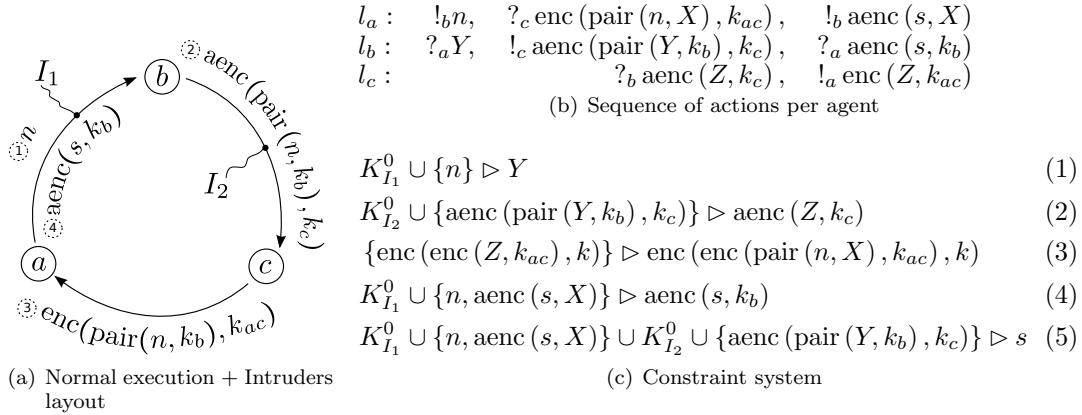 ② aenc(pair(n, k_b), k_c)
I_1
b
① n
④ aenc(s, k_b)
I_2
a
c
③ enc(pair(n, k_b), k_ac)
(a) Normal execution + Intruders
layout
l_a : !_b n, ?_c enc (pair (n, X) , k_ac) , !_b aenc (s, X)
l_b : ?_a Y, !_c aenc (pair (Y, k_b) , k_c) , ?_a aenc (s, k_b)
l_c : ?_b aenc (Z, k_c) , !_a enc (Z, k_ac)
(b) Sequence of actions per agent
K^0_{I_1} ∪ {n} ▷ Y (1)
K^0_{I_2} ∪ {aenc (pair (Y, k_b) , k_c)} ▷ aenc (Z, k_c) (2)
{enc (enc (Z, k_ac) , k)} ▷ enc (enc (pair (n, X) , k_ac) , k) (3)
K^0_{I_1} ∪ {n, aenc (s, X)} ▷ aenc (s, k_b) (4)
K^0_{I_1} ∪ {n, aenc (s, X)} ∪ K^0_{I_2} ∪ {aenc (pair (Y, k_b) , k_c)} ▷ s (5)
(c) Constraint system